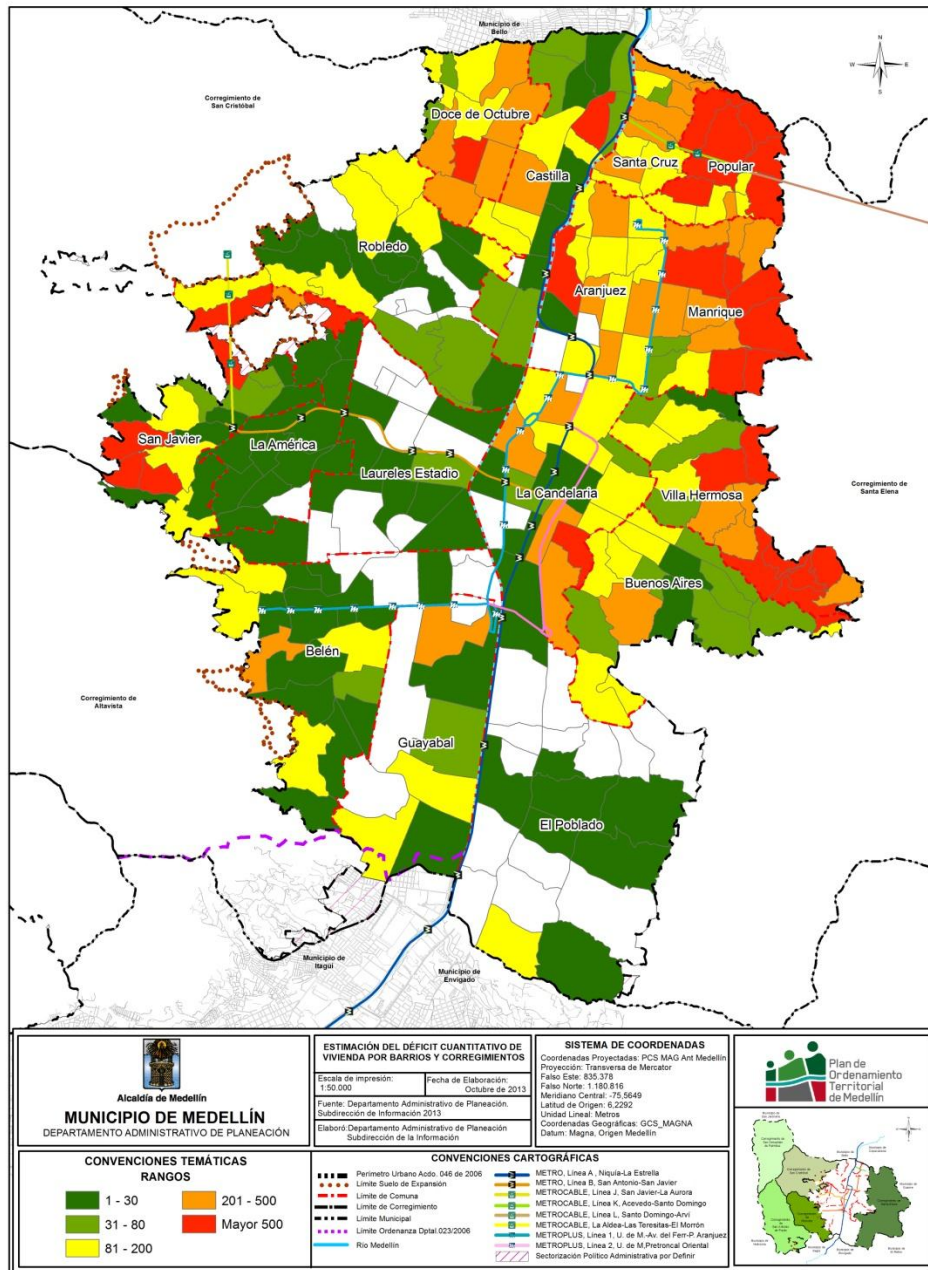 Municipio de
Bello
N
W
E
S
Corregimiento de
San Cristóbal
Doce de Octubre
Castilla
Santa Cruz
Popular
Robledo
Aranjuez
Manrique
San Javier
La América
Laureles Estadio
La Candelaria
Villa Hermosa
Corregimiento de
Santa Elena
Buenos Aires
Belén
Corregimiento de
Altavista
Guayabal
El Poblado
Municipio de
Itagüí
Municipio de
Envigado
Alcaldía de Medellín
MUNICIPIO DE MEDELLÍN
DEPARTAMENTO ADMINISTRATIVO DE PLANEACIÓN
ESTIMACIÓN DEL DÉFICIT CUANTITATIVO DE
VIVIENDA POR BARRIOS Y CORREGIMIENTOS
Escala de impresión:
1:50.000
Fecha de Elaboración:
Octubre de 2013
Fuente: Departamento Administrativo de Planeación.
Subdirección de Información 2013
Elaboró:Departamento Administrativo de Planeación
Subdirección de la Información
SISTEMA DE COORDENADAS
Coordenadas Proyectadas: PCS MAG Ant Medellín
Proyección: Transversa de Mercator
Falso Este: 835,378
Falso Norte: 1.180.816
Meridiano Central: -75,5649
Latitud de Origen: 6,2292
Unidad Lineal: Metros
Coordenadas Geográficas: GCS_MAGNA
Datum: Magna, Origen Medellín
Plan de
Ordenamiento
Territorial
de Medellín
CONVENCIONES TEMÁTICAS
RANGOS
1 - 30
31 - 80
81 - 200
201 - 500
Mayor 500
CONVENCIONES CARTOGRÁFICAS
Perimetro Urbano Acdo. 046 de 2006
Límite Suelo de Expansión
Límite de Comuna
Límite de Corregimiento
Límite Municipal
Límite Ordenanza Dptal.023/2006
Río Medellín
METRO, Línea A , Niquía-La Estrella
METRO, Línea B, San Antonio-San Javier
METROCABLE, Línea J, San Javier-La Aurora
METROCABLE, Línea K, Acevedo-Santo Domingo
METROCABLE, Línea L, Santo Domingo-Arví
METROCABLE, La Aldea-Las Teresitas-El Morrón
METROPLUS, Línea 1, U. de M.-Av. del Ferr-P. Aranjuez
METROPLUS, Línea 2, U. de M,Pretroncal Oriental
Sectorización Político Administrativa por Definir